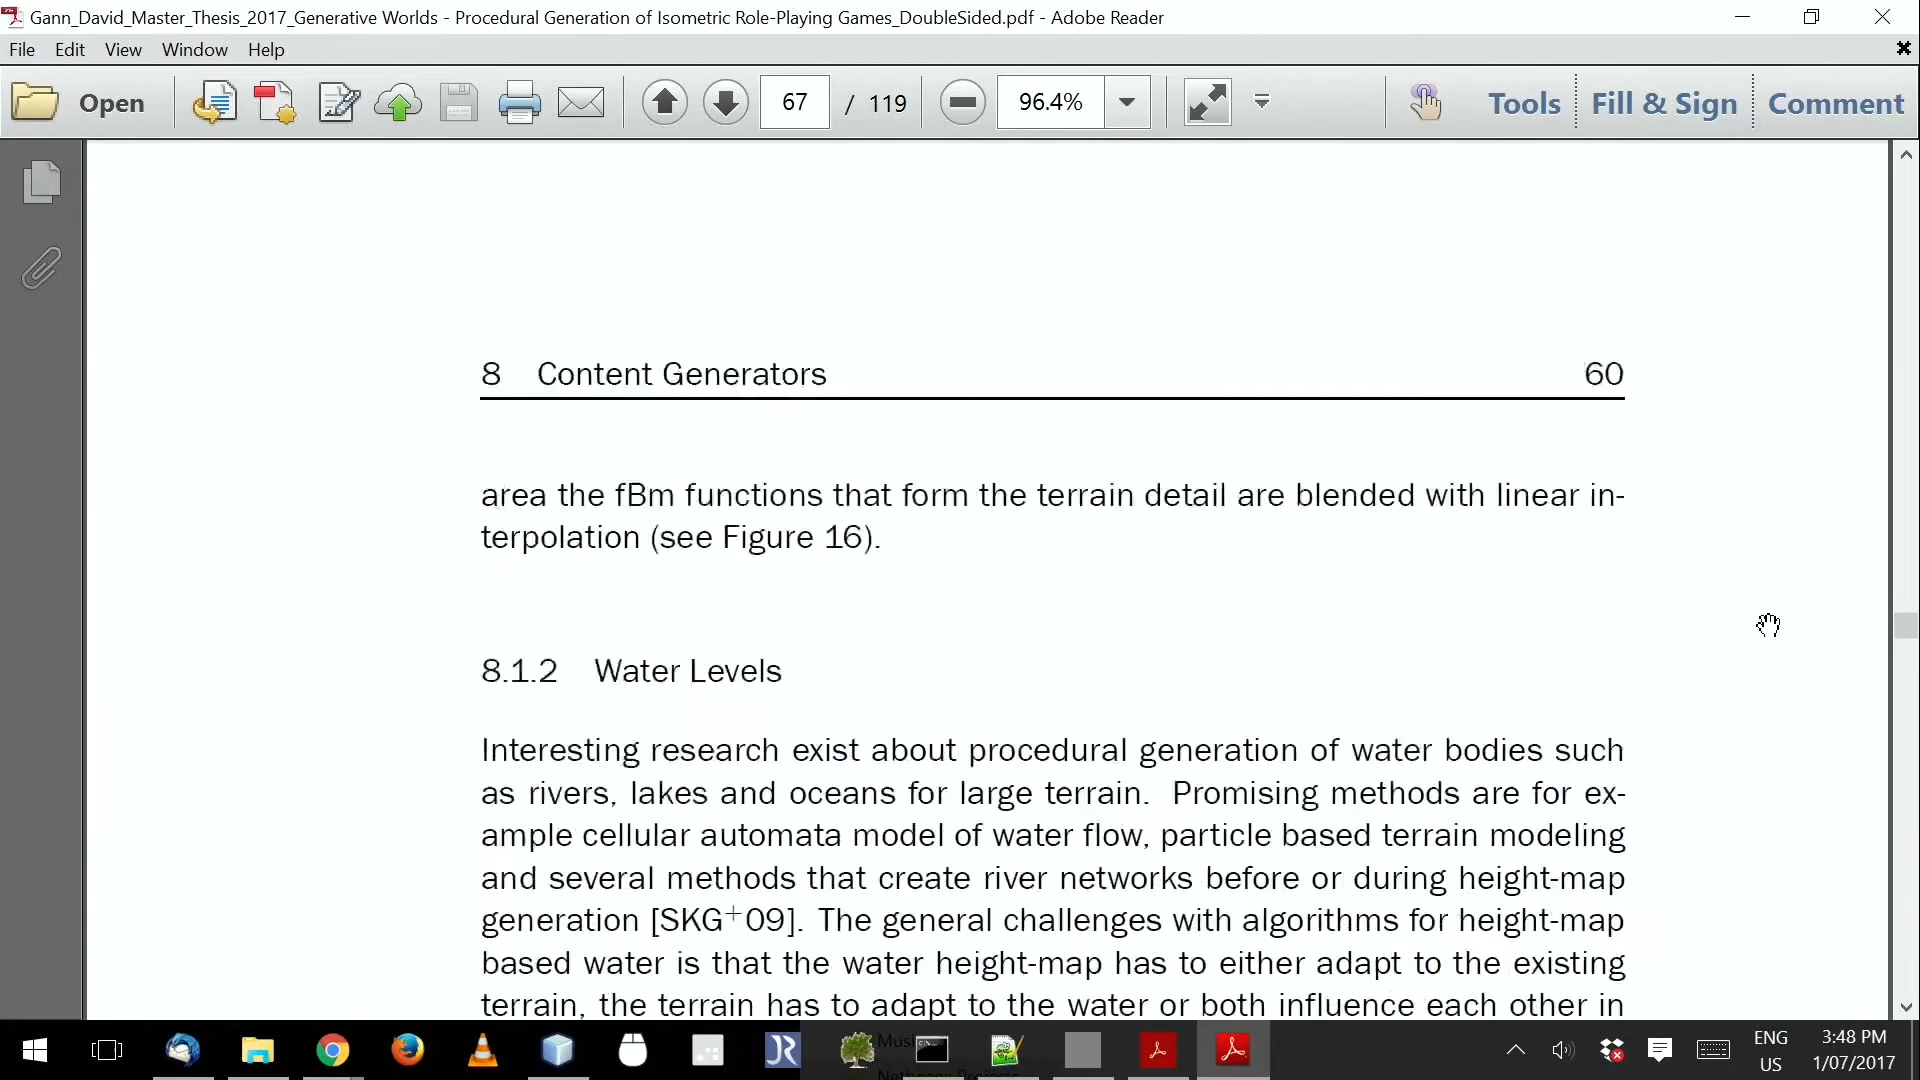 Gann_David_Master_Thesis_2017_Generative Worlds - Procedural Generation of Isometric Role-Playing Games_DoubleSided.pdf - Adobe Reader
File Edit View Window Help
Open 67 / 119 96.4% Tools Fill & Sign Comment
8 Content Generators 60
area the fBm functions that form the terrain detail are blended with linear in-
terpolation (see Figure 16).
8.1.2 Water Levels
Interesting research exist about procedural generation of water bodies such
as rivers, lakes and oceans for large terrain. Promising methods are for ex-
ample cellular automata model of water flow, particle based terrain modeling
and several methods that create river networks before or during height-map
generation [SKG+09]. The general challenges with algorithms for height-map
based water is that the water height-map has to either adapt to the existing
terrain, the terrain has to adapt to the water or both influence each other in
ENG 3:48 PM
US 1/07/2017